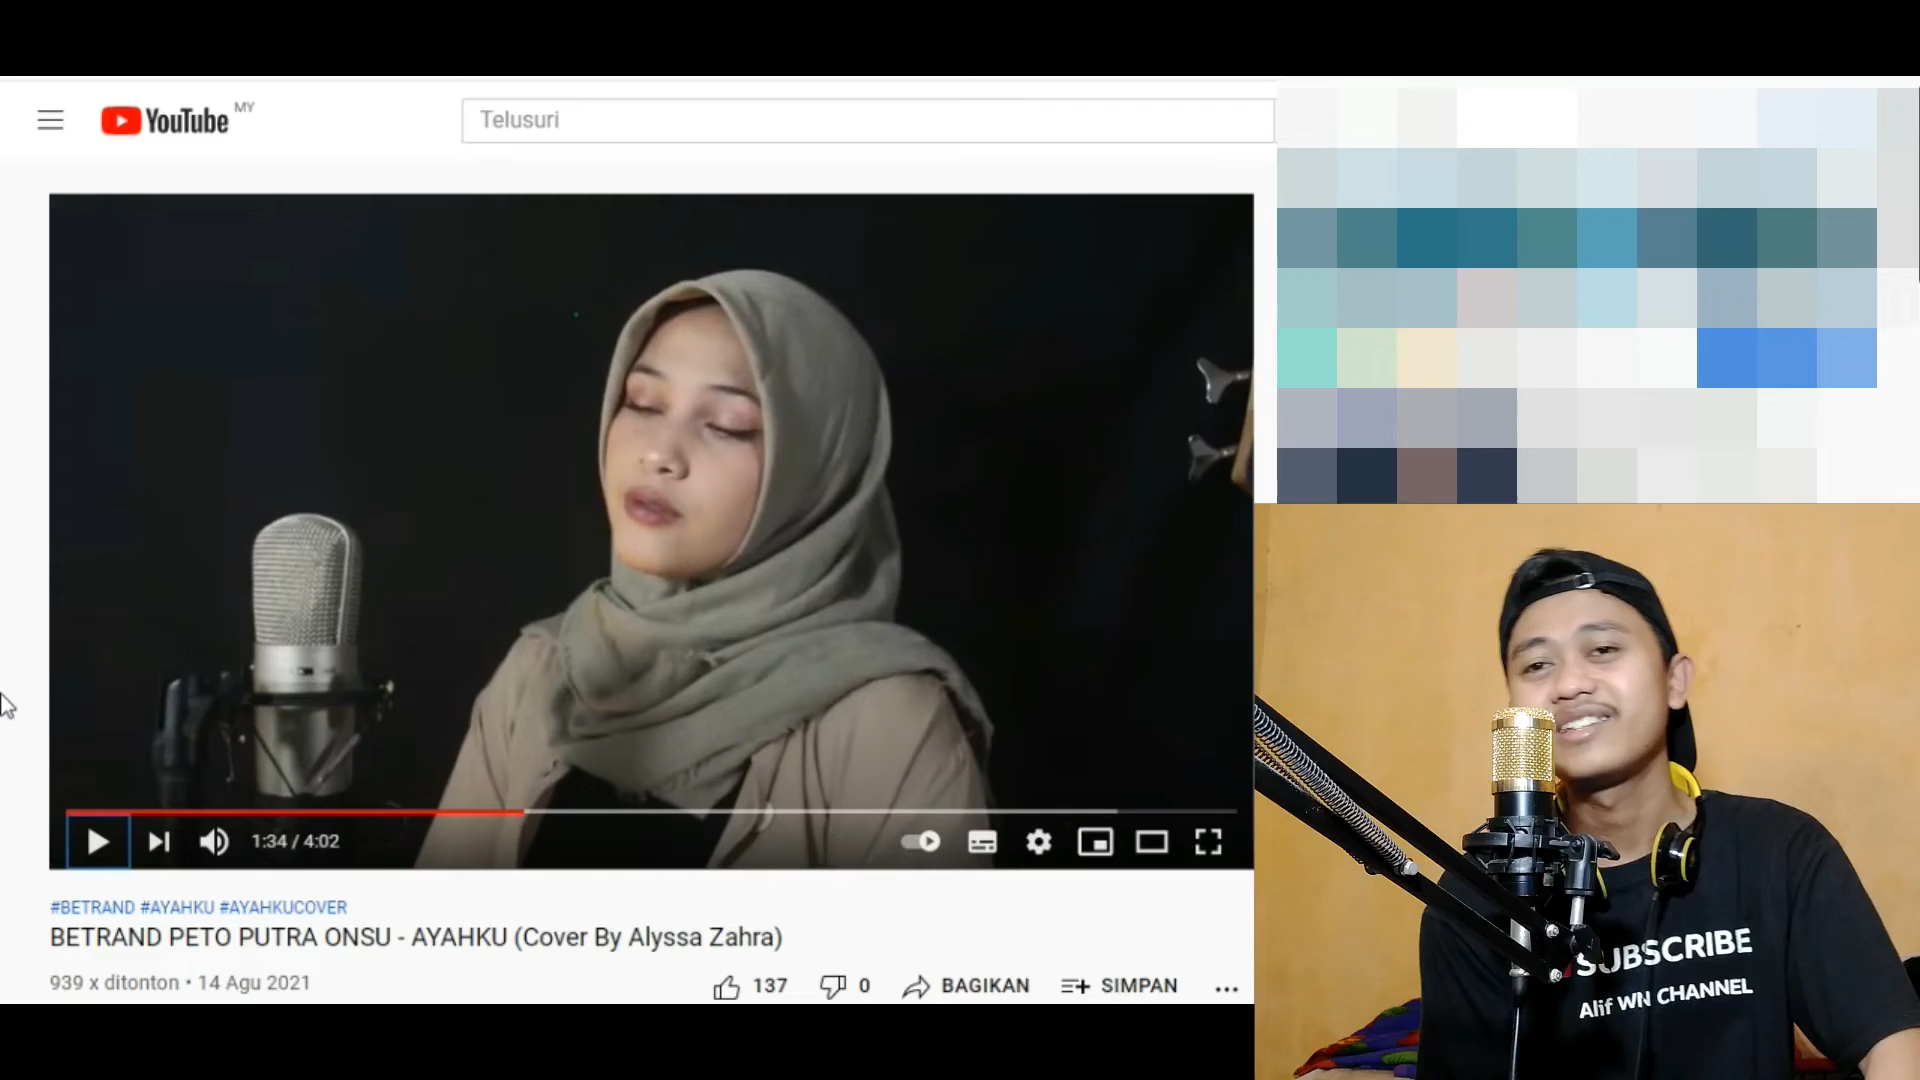 YouTube MY
Telusuri
1:34 / 4:02
#BETRAND #AYAHKU #AYAHKUCOVER
BETRAND PETO PUTRA ONSU - AYAHKU (Cover By Alyssa Zahra)
939 x ditonton • 14 Agu 2021
137
0
BAGIKAN
SIMPAN
SUBSCRIBE
Alif WN CHANNEL